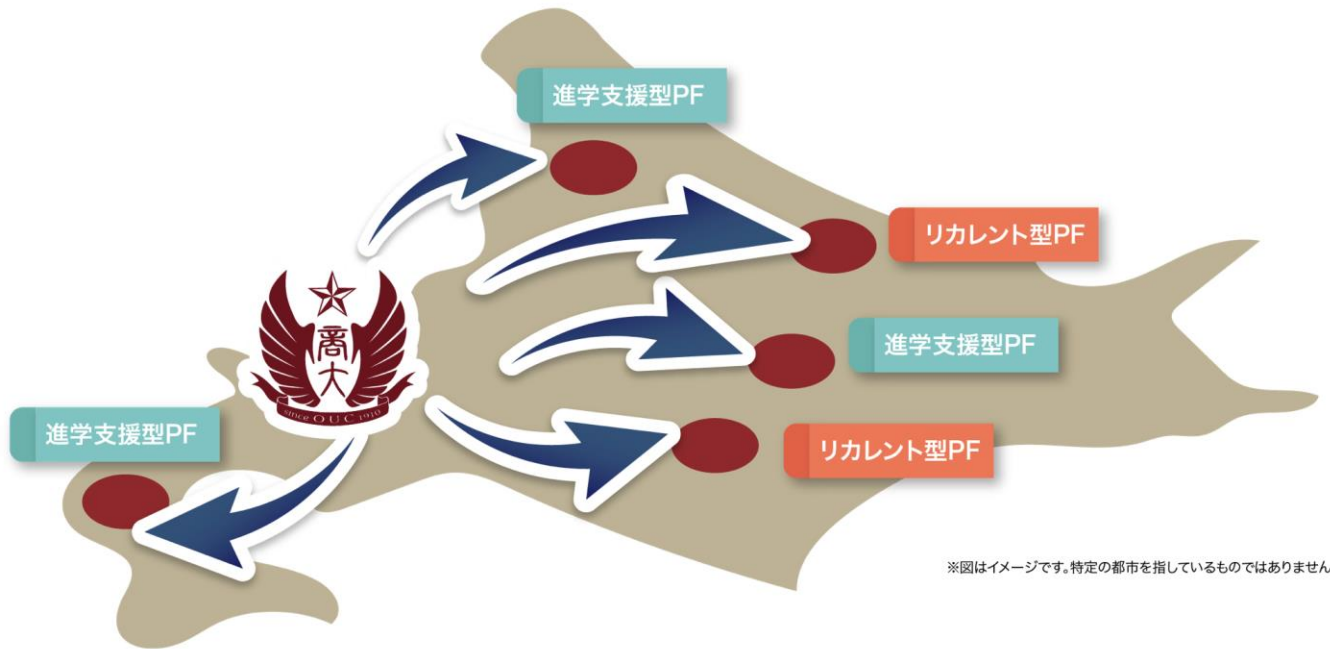 進学支援型PF
リカレント型PF
商大
since OUC 1910
進学支援型PF
進学支援型PF
リカレント型PF
※図はイメージです。特定の都市を指しているものではありません